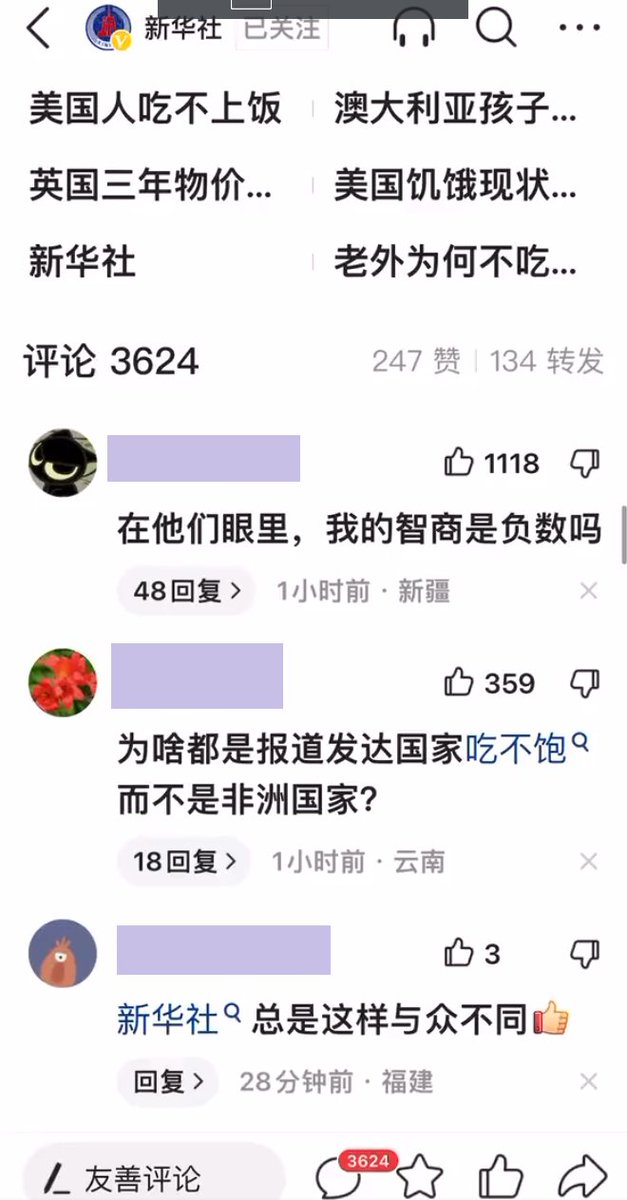 新华社 已关注
美国人吃不上饭 澳大利亚孩子...
英国三年物价... 美国饥饿现状...
新华社 老外为何不吃...
评论 3624 247 赞 134 转发
1118
在他们眼里，我的智商是负数吗
48回复 > 1小时前 · 新疆
359
为啥都是报道发达国家吃不饱
而不是非洲国家？
18回复 > 1小时前 · 云南
3
新华社 总是这样与众不同👍
回复 > 28分钟前 · 福建
友善评论 3624